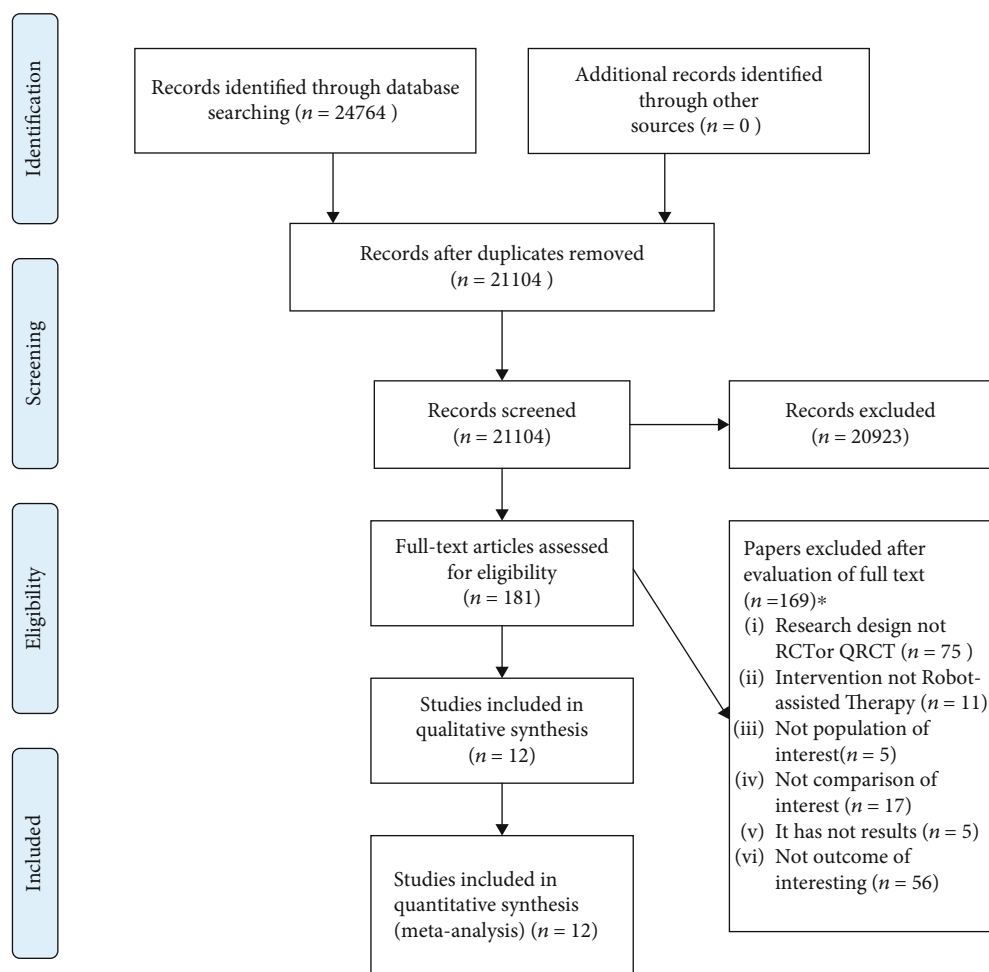 Identification
Records identified through database
searching (n = 24764 )
Additional records identified
through other
sources (n = 0 )
Screening
Records after duplicates removed
(n = 21104 )
Records screened
(n = 21104)
Records excluded
(n = 20923)
Eligibility
Full-text articles assessed
for eligibility
(n = 181)
Papers excluded after
evaluation of full text
(n =169)*
(i) Research design not
RCTor QRCT (n = 75 )
(ii) Intervention not Robot-
assisted Therapy (n = 11)
(iii) Not population of
interest(n = 5)
(iv) Not comparison of
interest (n = 17)
(v) It has not results (n = 5)
(vi) Not outcome of
interesting (n = 56)
Studies included in
qualitative synthesis
(n = 12)
Included
Studies included in
quantitative synthesis
(meta-analysis) (n = 12)